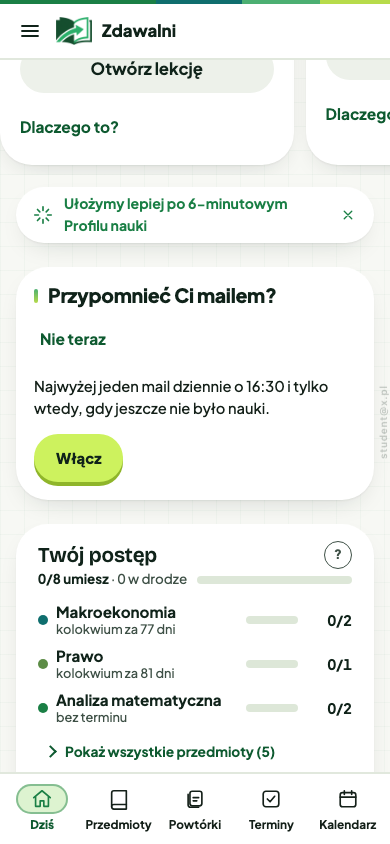 Zdawalni
Otwórz lekcję
Dlaczego to?
Dlaczego
Ułożymy lepiej po 6-minutowym
Profilu nauki
Przypomnieć Ci mailem?
Nie teraz
Najwyżej jeden mail dziennie o 16:30 i tylko
wtedy, gdy jeszcze nie było nauki.
Włącz
student@x.pl
Twój postęp
?
0/8 umiesz · 0 w drodze
Makroekonomia
kolokwium za 77 dni
0/2
Prawo
kolokwium za 81 dni
0/1
Analiza matematyczna
bez terminu
0/2
Pokaż wszystkie przedmioty (5)
Dziś
Przedmioty
Powtórki
Terminy
Kalendarz